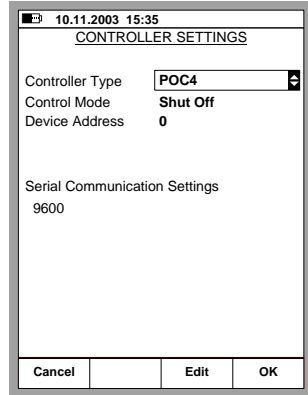 10.11.2003 15:35
CONTROLLER SETTINGS
Controller Type POC4
Control Mode Shut Off
Device Address 0
Serial Communication Settings
9600
Cancel Edit OK